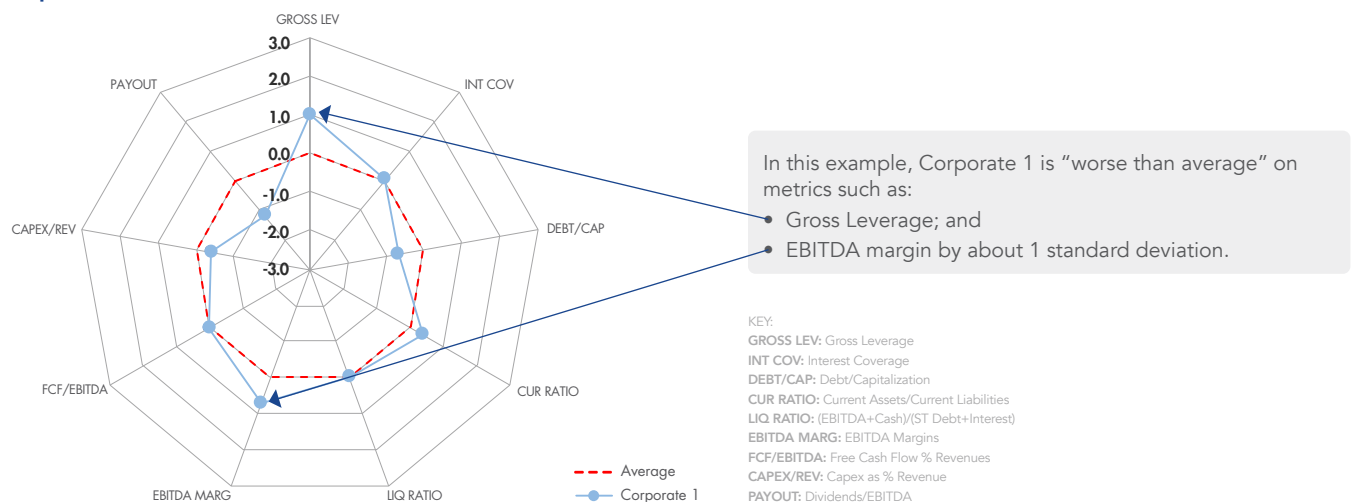 GROSS LEV
3.0
2.0
1.0
0.0
-1.0
-2.0
-3.0
INT COV
DEBT/CAP
CUR RATIO
LIQ RATIO
EBITDA MARG
FCF/EBITDA
CAPEX/REV
PAYOUT
Average
Corporate 1
In this example, Corporate 1 is “worse than average” on
metrics such as:
• Gross Leverage; and
• EBITDA margin by about 1 standard deviation.
KEY:
GROSS LEV: Gross Leverage
INT COV: Interest Coverage
DEBT/CAP: Debt/Capitalization
CUR RATIO: Current Assets/Current Liabilities
LIQ RATIO: (EBITDA+Cash)/(ST Debt+Interest)
EBITDA MARG: EBITDA Margins
FCF/EBITDA: Free Cash Flow % Revenues
CAPEX/REV: Capex as % Revenue
PAYOUT: Dividends/EBITDA